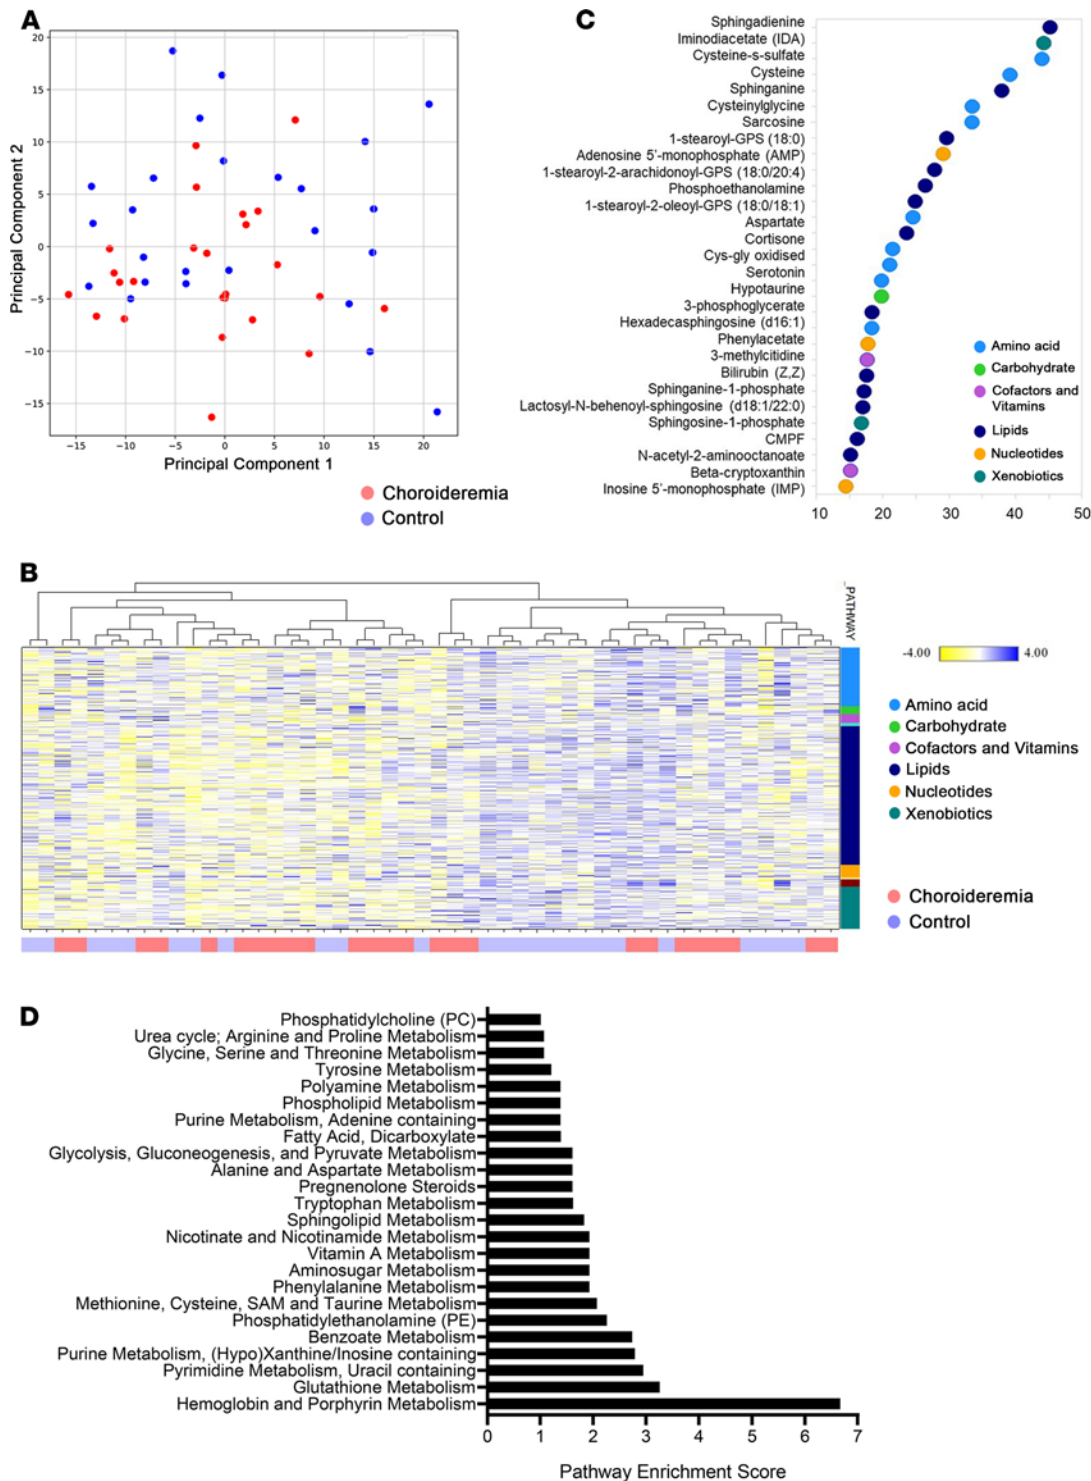 A
20
15
10
5
0
−5
−10
−15
Principal Component 2
−15
−10
−5
0
5
10
15
20
Principal Component 1
Choroideremia
Control
C
Sphingadienine
Iminodiacetate (IDA)
Cysteine-s-sulfate
Cysteine
Sphinganine
Cysteinylglycine
Sarcosine
1-stearoyl-GPS (18:0)
Adenosine 5'-monophosphate (AMP)
1-stearoyl-2-arachidonoyl-GPS (18:0/20:4)
Phosphoethanolamine
1-stearoyl-2-oleoyl-GPS (18:0/18:1)
Aspartate
Cortisone
Cys-gly oxidised
Serotonin
Hypotaurine
3-phosphoglycerate
Hexadecasphingosine (d16:1)
Phenylacetate
3-methylcitidine
Bilirubin (Z,Z)
Sphinganine-1-phosphate
Lactosyl-N-behenoyl-sphingosine (d18:1/22:0)
Sphingosine-1-phosphate
CMPF
N-acetyl-2-aminooctanoate
Beta-cryptoxanthin
Inosine 5'-monophosphate (IMP)
10
20
30
40
50
Amino acid
Carbohydrate
Cofactors and
Vitamins
Lipids
Nucleotides
Xenobiotics
B
_PATHWAY
-4.00
4.00
Amino acid
Carbohydrate
Cofactors and Vitamins
Lipids
Nucleotides
Xenobiotics
Choroideremia
Control
D
Phosphatidylcholine (PC)
Urea cycle; Arginine and Proline Metabolism
Glycine, Serine and Threonine Metabolism
Tyrosine Metabolism
Polyamine Metabolism
Phospholipid Metabolism
Purine Metabolism, Adenine containing
Fatty Acid, Dicarboxylate
Glycolysis, Gluconeogenesis, and Pyruvate Metabolism
Alanine and Aspartate Metabolism
Pregnenolone Steroids
Tryptophan Metabolism
Sphingolipid Metabolism
Nicotinate and Nicotinamide Metabolism
Vitamin A Metabolism
Aminosugar Metabolism
Phenylalanine Metabolism
Methionine, Cysteine, SAM and Taurine Metabolism
Phosphatidylethanolamine (PE)
Benzoate Metabolism
Purine Metabolism, (Hypo)Xanthine/Inosine containing
Pyrimidine Metabolism, Uracil containing
Glutathione Metabolism
Hemoglobin and Porphyrin Metabolism
0
1
2
3
4
5
6
7
Pathway Enrichment Score